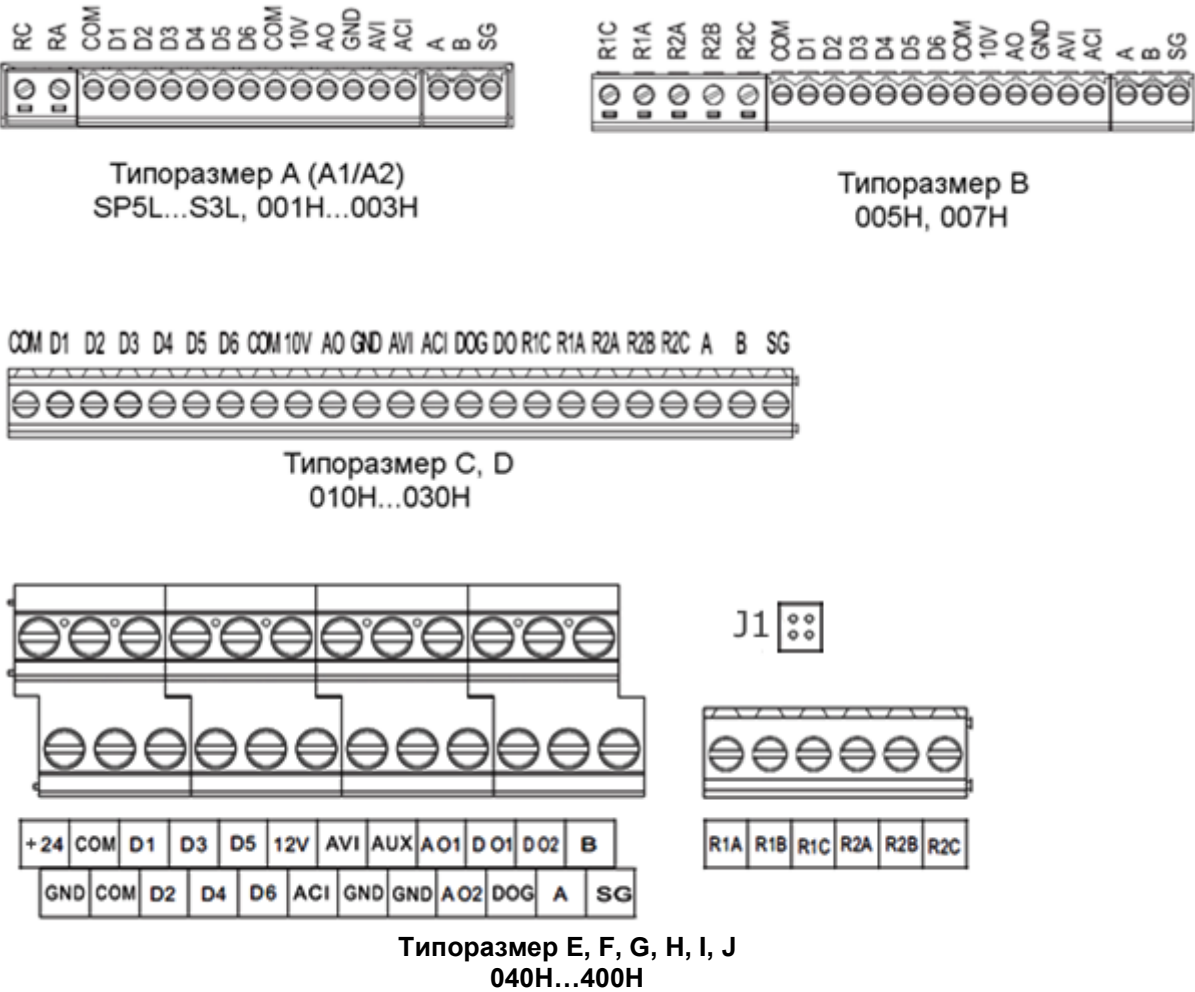 RC RA COM D1 D2 D3 D4 D5 D6 COM 10V AO GND AVI ACI A B SG
Типоразмер A (A1/A2)
SP5L...S3L, 001H...003H
R1C R1A R2A R2B R2C COM D1 D2 D3 D4 D5 D6 COM 10V AO GND AVI ACI A B SG
Типоразмер B
005H, 007H
COM D1 D2 D3 D4 D5 D6 COM 10V AO GND AVI ACI DOG DO R1C R1A R2A R2B R2C A B SG
Типоразмер C, D
010H...030H
J1
+24 COM D1 D3 D5 12V AVI AUX AO1 DO1 DO2 B
GND COM D2 D4 D6 ACI GND GND AO2 DOG A SG
R1A R1B R1C R2A R2B R2C
Типоразмер E, F, G, H, I, J
040H...400H